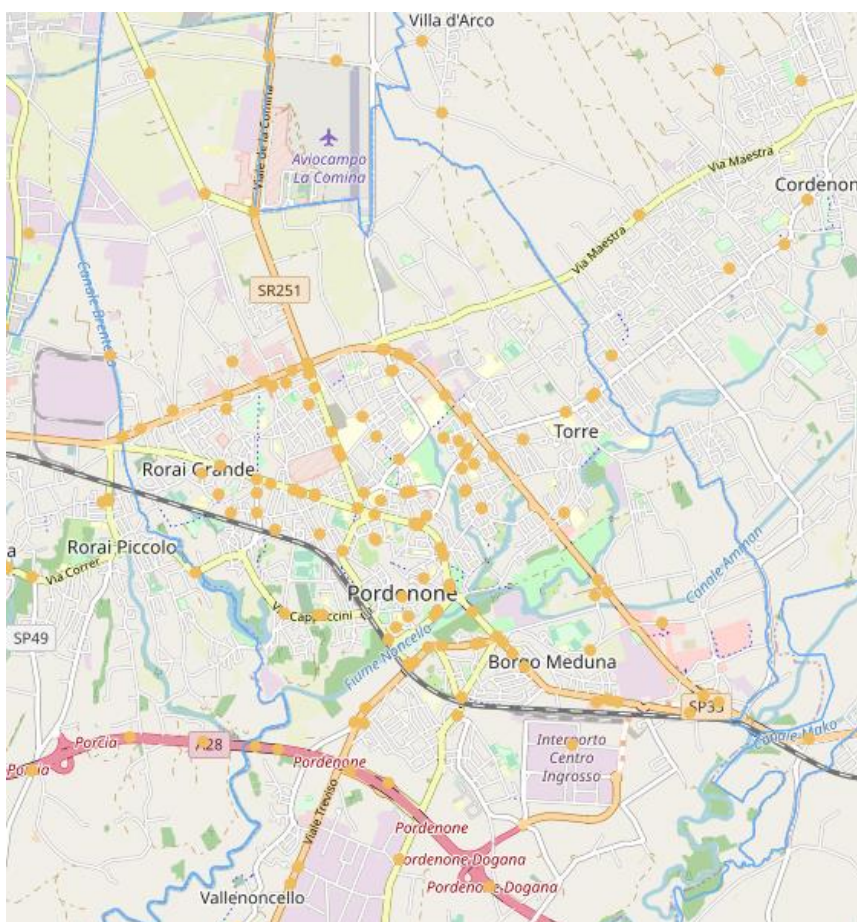 Villa d'Arco
Viale de la Comina
Aviocampo
La Comina
Via Maestra
Cordenon
Via Maestra
SR251
Canale Brentella
Torre
Rorai Grande
Rorai Piccolo
a
Via Correr
Canale Amman
Pordenone
Via Cappuccini
SP49
Fiume Noncello
Borgo Meduna
SP35
Canale Mako
Porcia
A28
Interporto
Centro
Ingrosso
Pordenone
Porcia
Viale Treviso
Pordenone
Pordenone Dogana
Pordenone Dogana
Vallenoncello